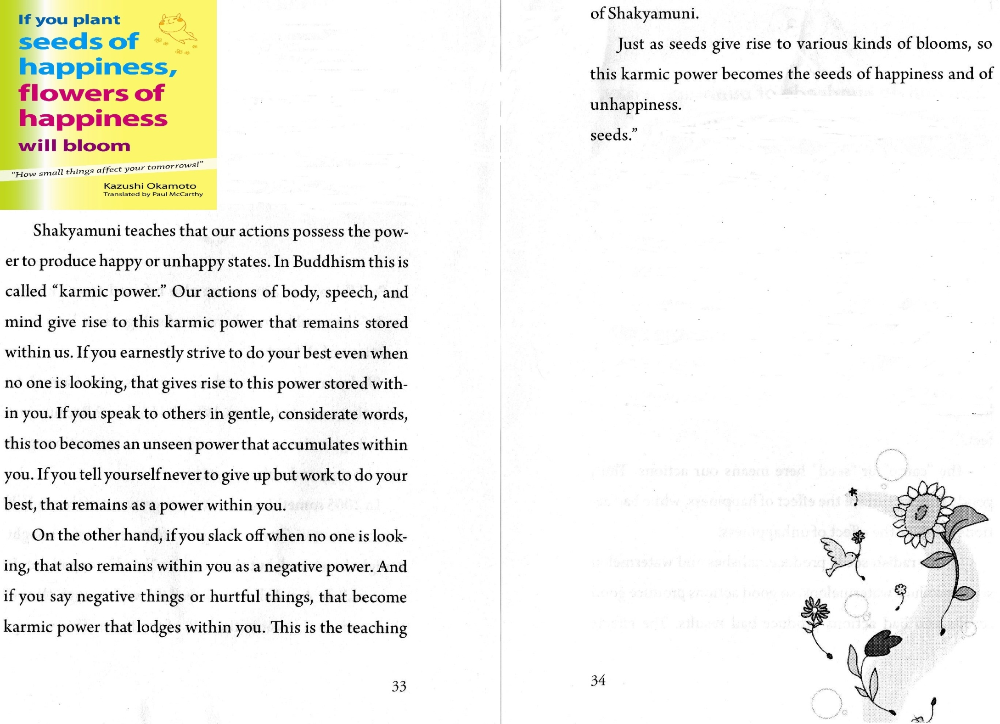 If you plant
seeds of
happiness,
flowers of
happiness
will bloom
“How small things affect your tomorrows!”
Kazushi Okamoto
Translated by Paul McCarthy
Shakyamuni teaches that our actions possess the pow-
er to produce happy or unhappy states. In Buddhism this is
called “karmic power.” Our actions of body, speech, and
mind give rise to this karmic power that remains stored
within us. If you earnestly strive to do your best even when
no one is looking, that gives rise to this power stored with-
in you. If you speak to others in gentle, considerate words,
this too becomes an unseen power that accumulates within
you. If you tell yourself never to give up but work to do your
best, that remains as a power within you.
On the other hand, if you slack off when no one is look-
ing, that also remains within you as a negative power. And
if you say negative things or hurtful things, that become
karmic power that lodges within you. This is the teaching
33
of Shakyamuni.
Just as seeds give rise to various kinds of blooms, so
this karmic power becomes the seeds of happiness and of
unhappiness.
seeds.”
34